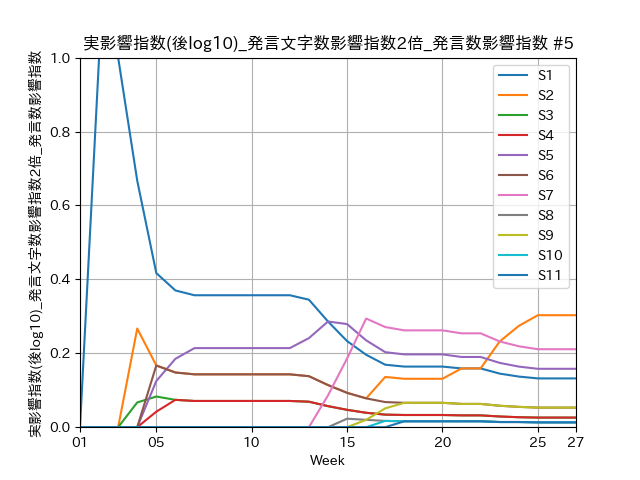 実影響指数(後log10)_発言文字数影響指数2倍_発言数影響指数 #5
実影響指数(後log10)_発言文字数影響指数2倍_発言数影響指数
1.0
0.8
0.6
0.4
0.2
0.0
01
05
10
15
20
25
27
Week
S1
S2
S3
S4
S5
S6
S7
S8
S9
S10
S11